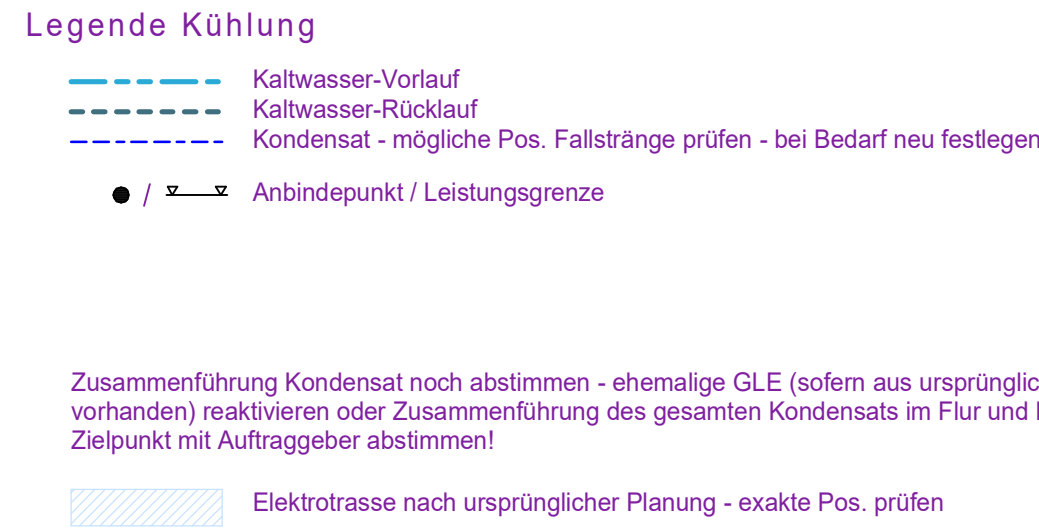 Legende Kühlung
Kaltwasser-Vorlauf
Kaltwasser-Rücklauf
Kondensat - mögliche Pos. Fallstränge prüfen - bei Bedarf neu festlegen
/ Anbindepunkt / Leistungsgrenze
Zusammenführung Kondensat noch abstimmen - ehemalige GLE (sofern aus
vorhanden) reaktivieren oder Zusammenführung des gesamten Kondensats im Flur und
Zielpunkt mit Auftraggeber abstimmen!
Elektrotrasse nach ursprünglicher Planung - exakte Pos. prüfen